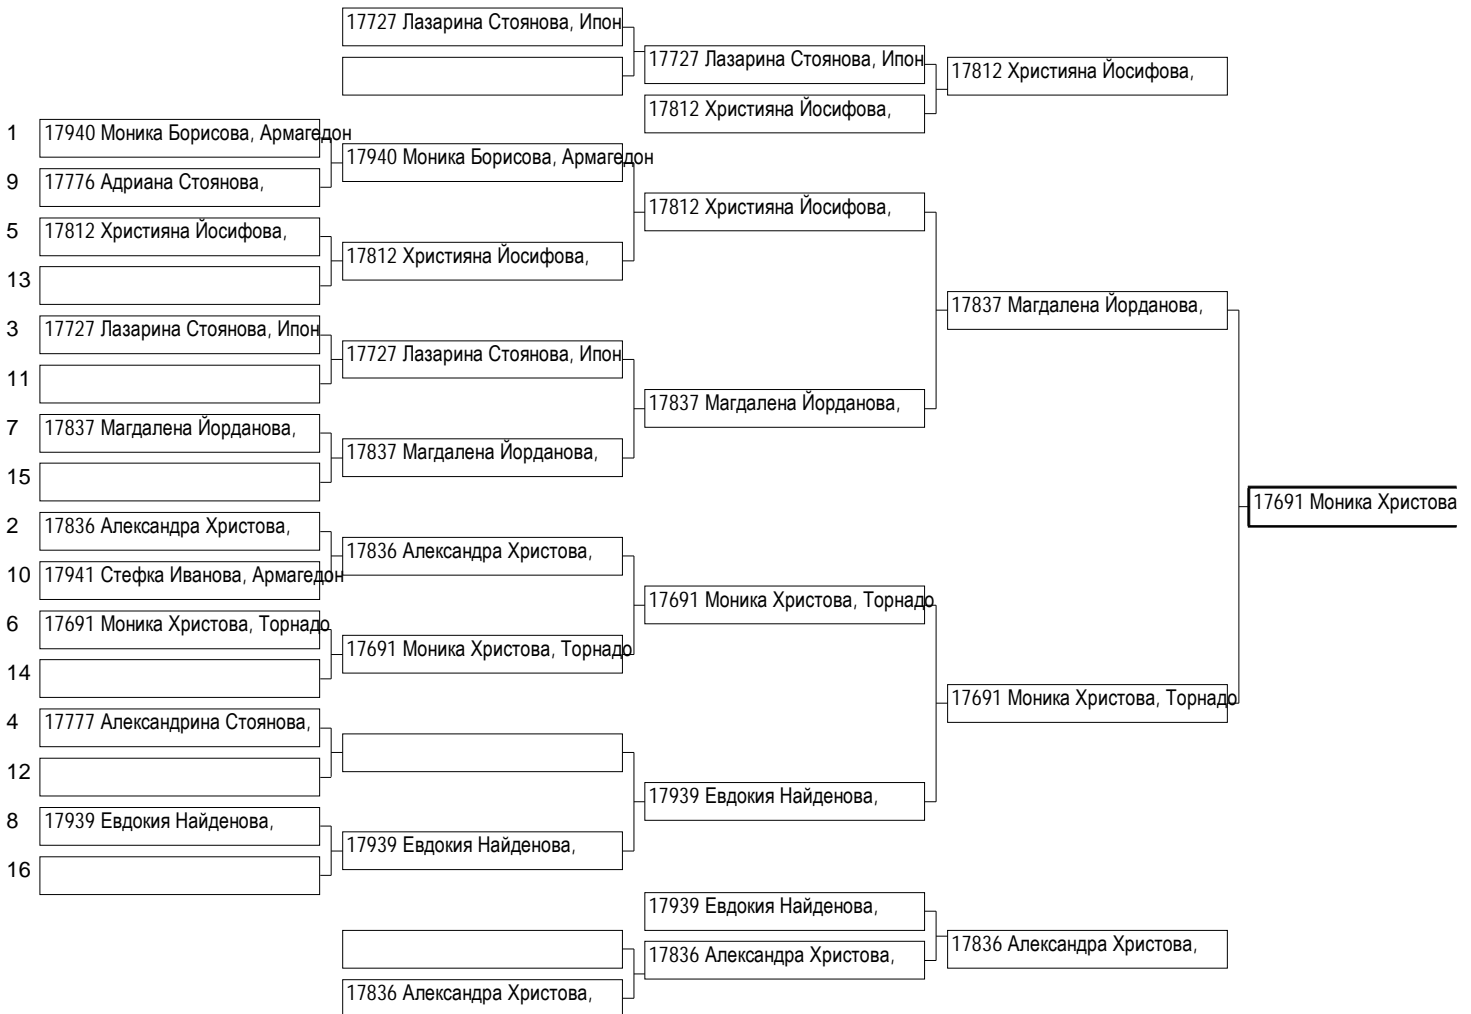 17727 Лазарина Стоянова, Ипон
17727 Лазарина Стоянова, Ипон
17812 Християна Йосифова,
17812 Християна Йосифова,
1 17940 Моника Борисова, Армагедон
17940 Моника Борисова, Армагедон
9 17776 Адриана Стоянова,
17812 Християна Йосифова,
5 17812 Християна Йосифова,
17812 Християна Йосифова,
13
17837 Магдалена Йорданова,
3 17727 Лазарина Стоянова, Ипон
17727 Лазарина Стоянова, Ипон
11
17837 Магдалена Йорданова,
7 17837 Магдалена Йорданова,
17837 Магдалена Йорданова,
15
17691 Моника Христова
2 17836 Александра Христова,
17836 Александра Христова,
10 17941 Стефка Иванова, Армагедон
17691 Моника Христова, Торнадо
6 17691 Моника Христова, Торнадо
17691 Моника Христова, Торнадо
14
17691 Моника Христова, Торнадо
4 17777 Александрина Стоянова,
12
17939 Евдокия Найденова,
8 17939 Евдокия Найденова,
17939 Евдокия Найденова,
16
17939 Евдокия Найденова,
17836 Александра Христова,
17836 Александра Христова,
17836 Александра Христова,